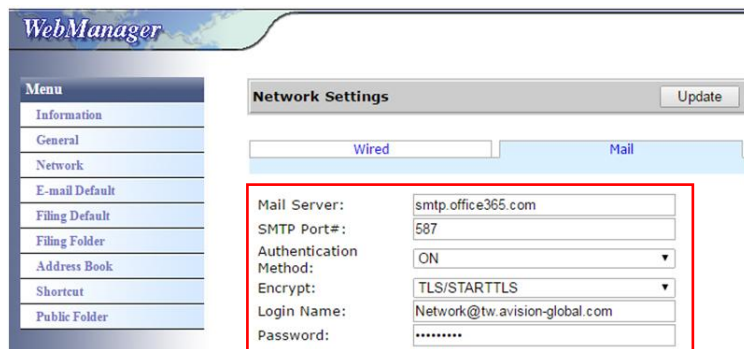 WebManager
Menu
Information
General
Network
E-mail Default
Filing Default
Filing Folder
Address Book
Shortcut
Public Folder
Network Settings
Update
Wired
Mail
Mail Server: smtp.office365.com
SMTP Port#: 587
Authentication
Method: ON
Encrypt: TLS/STARTTLS
Login Name: Network@tw.avision-global.com
Password: •••••••••